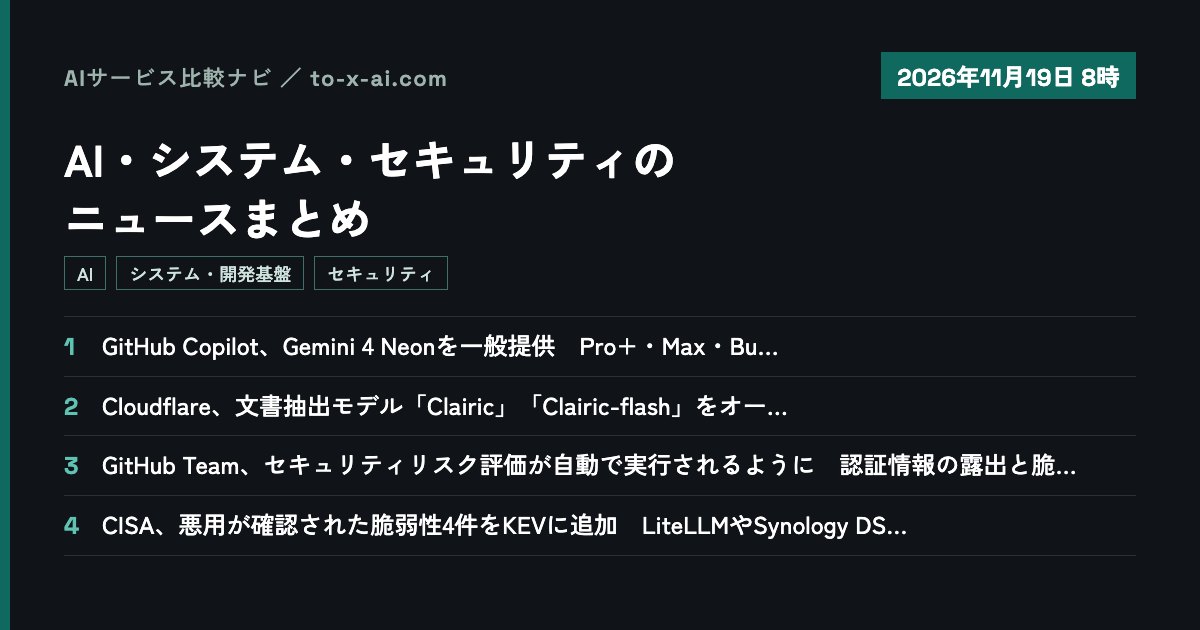 AIサービス比較ナビ ／ to-x-ai.com
2026年11月19日 8時
AI・システム・セキュリティの
ニュースまとめ
AI
システム・開発基盤
セキュリティ
1 GitHub Copilot、Gemini 4 Neonを一般提供　Pro＋・Max・Bu…
2 Cloudflare、文書抽出モデル「Clairic」「Clairic-flash」をオー…
3 GitHub Team、セキュリティリスク評価が自動で実行されるように　認証情報の露出と脆…
4 CISA、悪用が確認された脆弱性4件をKEVに追加　LiteLLMやSynology DS…